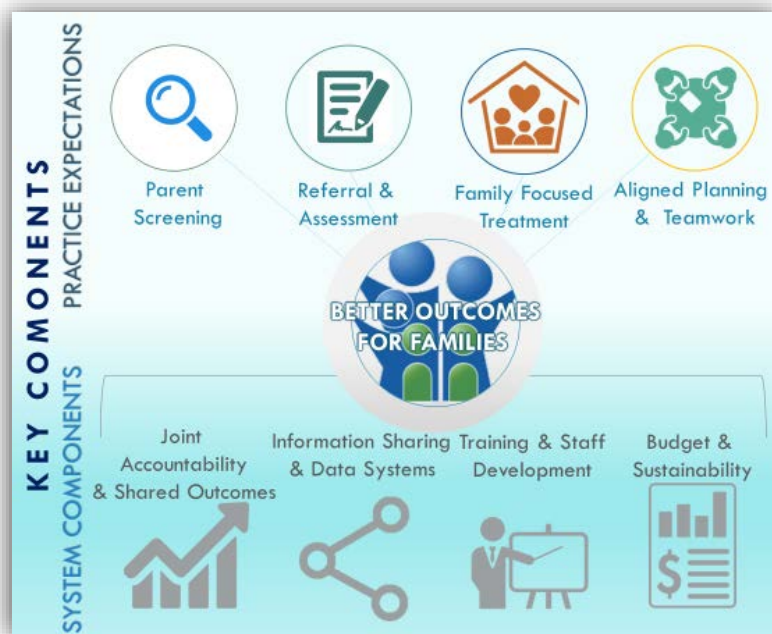 KEY COMONENTS
PRACTICE EXPECTATIONS
Parent
Screening
Referral &
Assessment
Family Focused
Treatment
Aligned Planning
& Teamwork
BETTER OUTCOMES
FOR FAMILIES
SYSTEM COMPONENTS
Joint
Accountability
& Shared Outcomes
Information Sharing
& Data Systems
Training & Staff
Development
Budget &
Sustainability
$